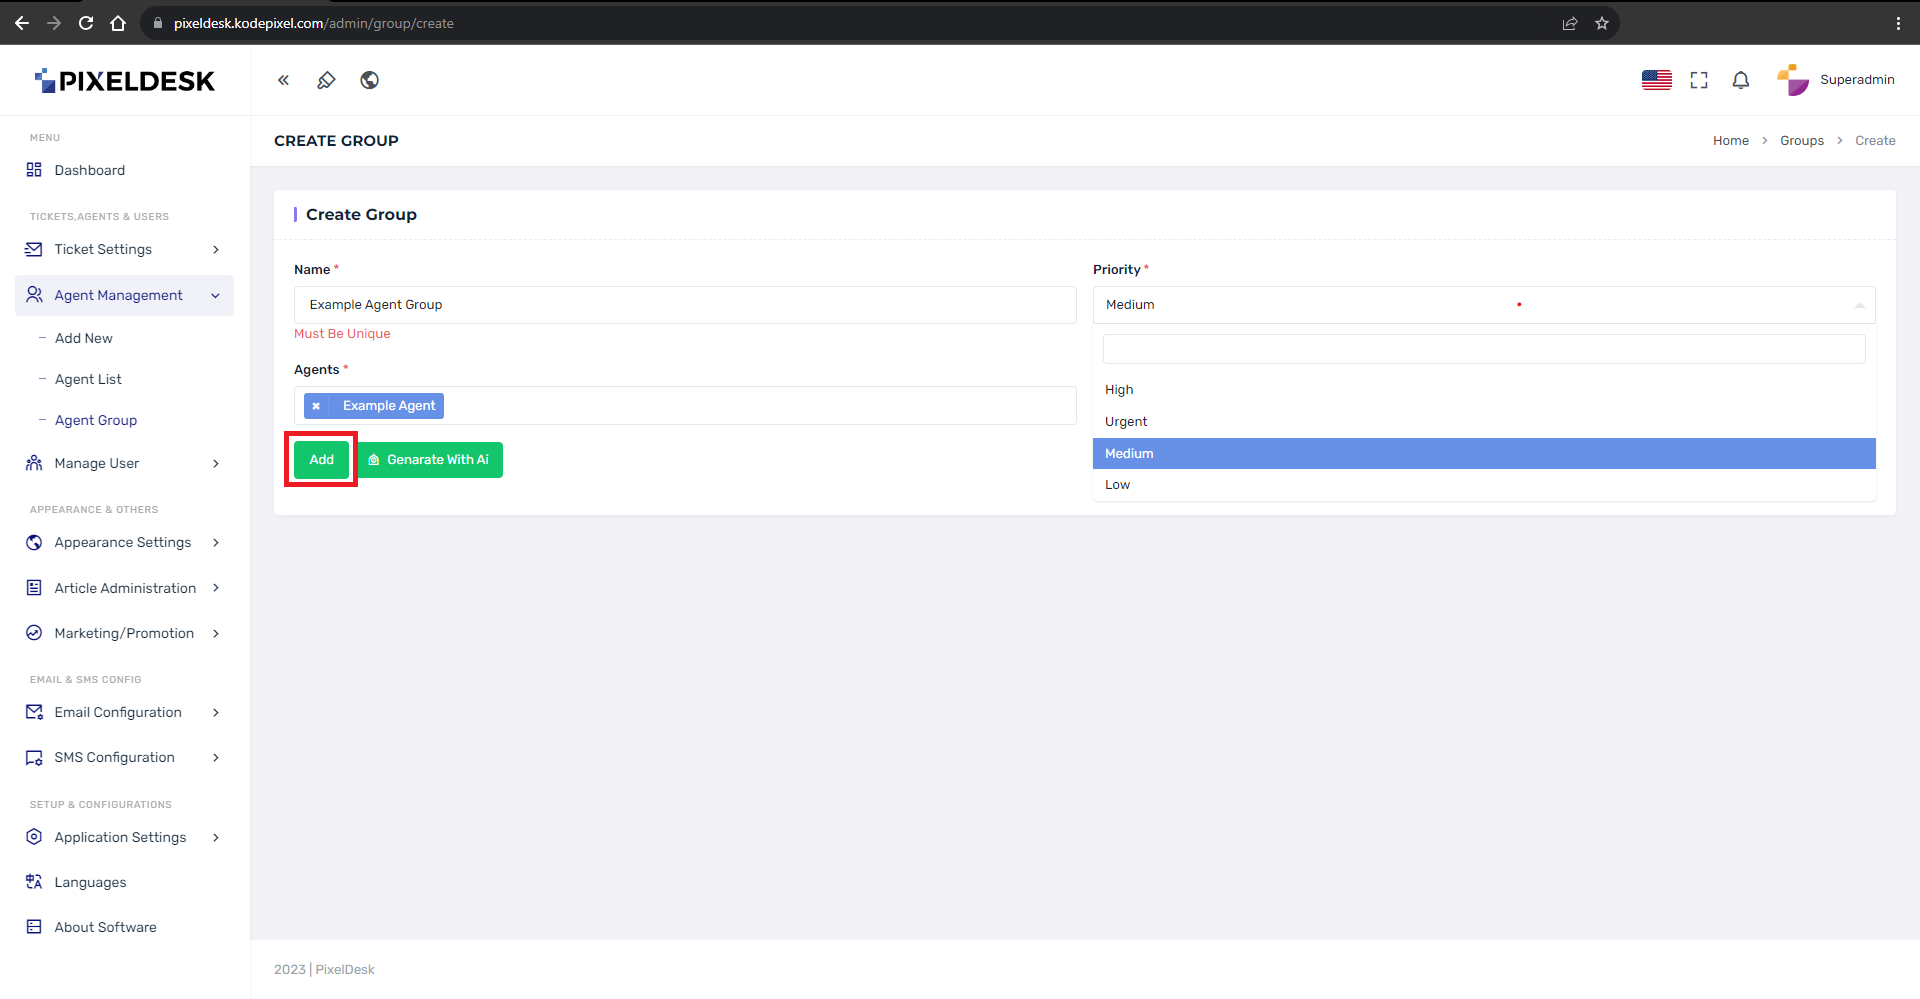 pixeldesk.kodepixel.com/admin/group/create
PIXELDESK
Superadmin
MENU
Dashboard
TICKETS,AGENTS & USERS
Ticket Settings
Agent Management
Add New
Agent List
Agent Group
Manage User
APPEARANCE & OTHERS
Appearance Settings
Article Administration
Marketing/Promotion
EMAIL & SMS CONFIG
Email Configuration
SMS Configuration
SETUP & CONFIGURATIONS
Application Settings
Languages
About Software
CREATE GROUP
Home > Groups > Create
Create Group
Name *
Example Agent Group
Must Be Unique
Agents *
× Example Agent
Add
Genarate With Ai
Priority *
Medium
High
Urgent
Medium
Low
2023 | PixelDesk